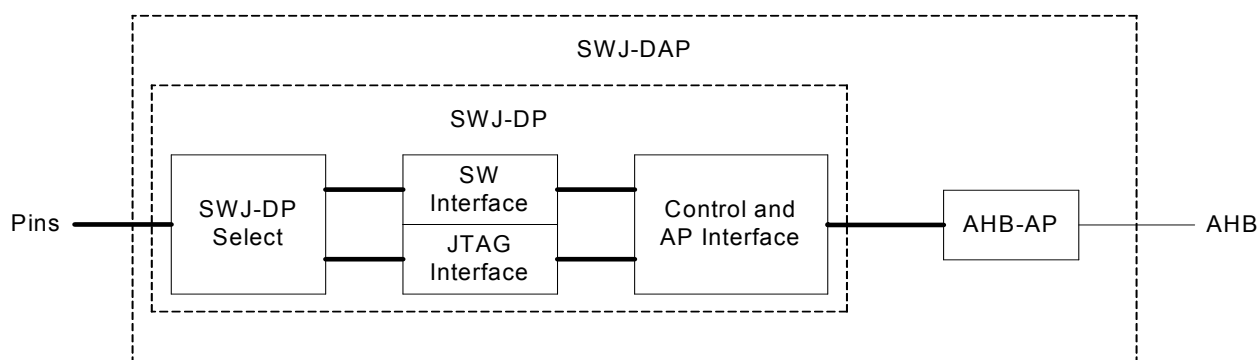 SWJ-DAP
SWJ-DP
Pins
SWJ-DP
Select
SW
Interface
JTAG
Interface
Control and
AP Interface
AHB-AP
AHB